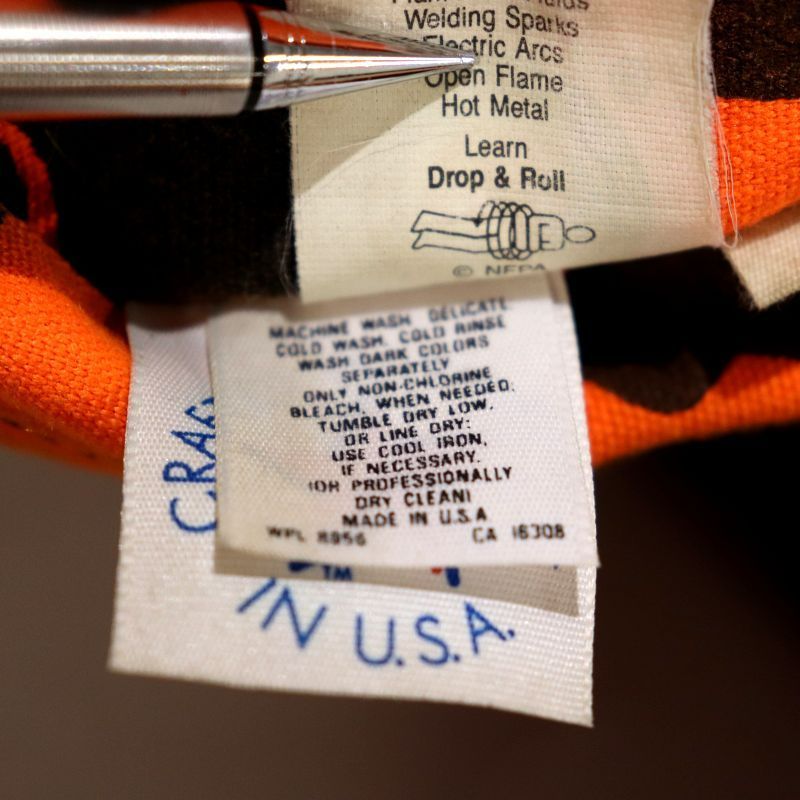 Welding Sparks
Electric Arcs
Open Flame
Hot Metal
Learn
Drop & Roll
© NFPA
MACHINE WASH, DELICATE
COLD WASH, COLD RINSE
WASH DARK COLORS
SEPARATELY
ONLY NON-CHLORINE
BLEACH, WHEN NEEDED;
TUMBLE DRY LOW,
OR LINE DRY;
USE COOL IRON,
IF NECESSARY.
(OR PROFESSIONALLY
DRY CLEAN)
MADE IN U.S.A
WPL 8956 CA 16308
TM
IN U.S.A.